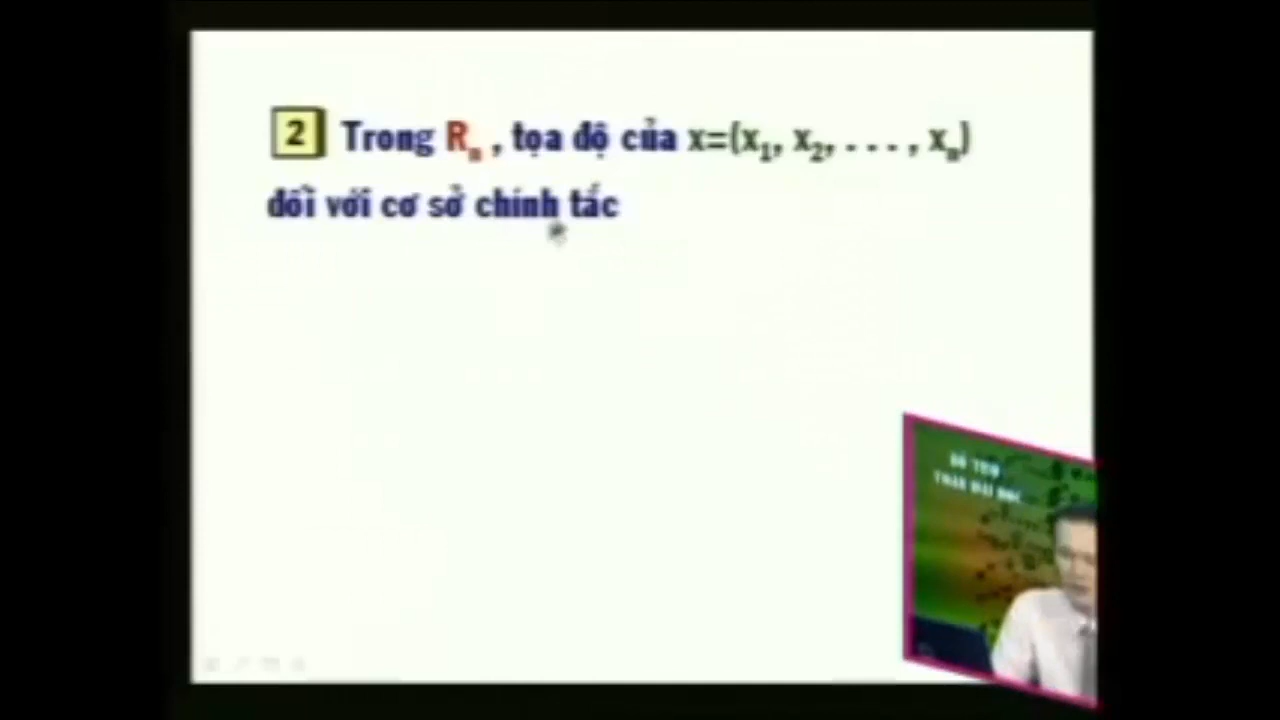 2 Trong Rn , tọa độ của x=(x1, x2, . . . , xn)
đối với cơ sở chính tắc